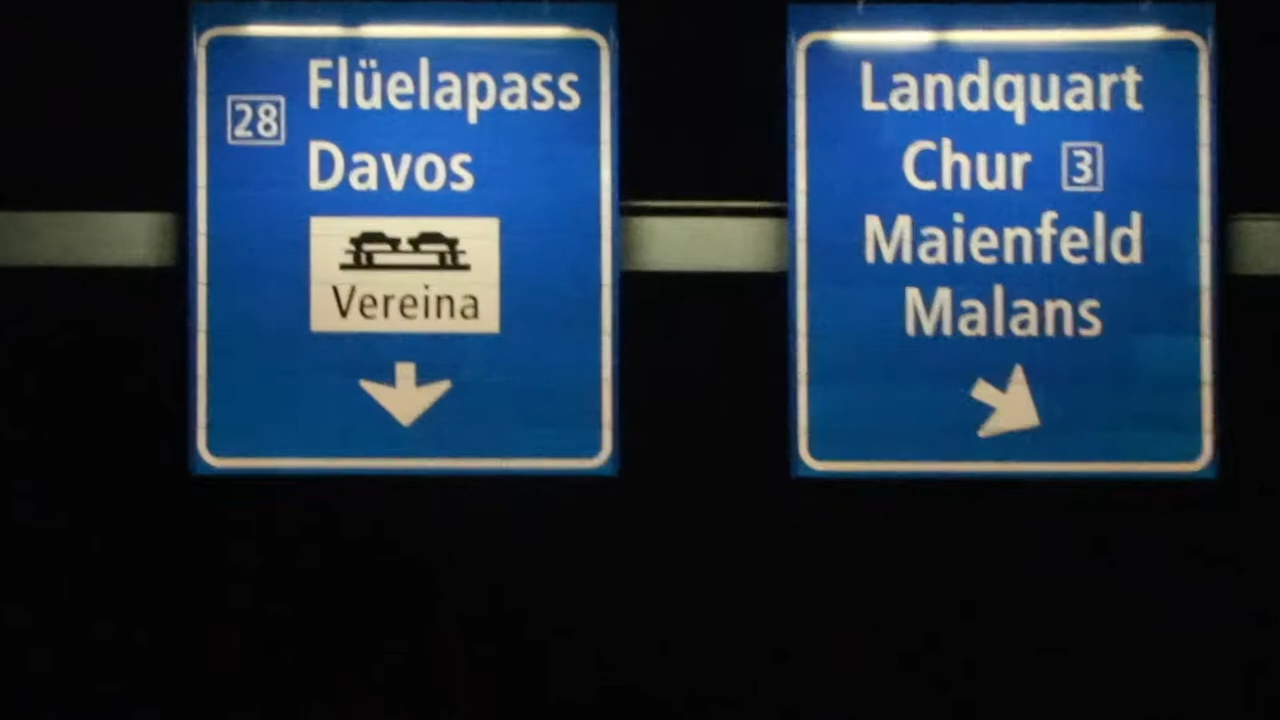 Flüelapass
28
Davos
Vereina
Landquart
Chur 3
Maienfeld
Malans